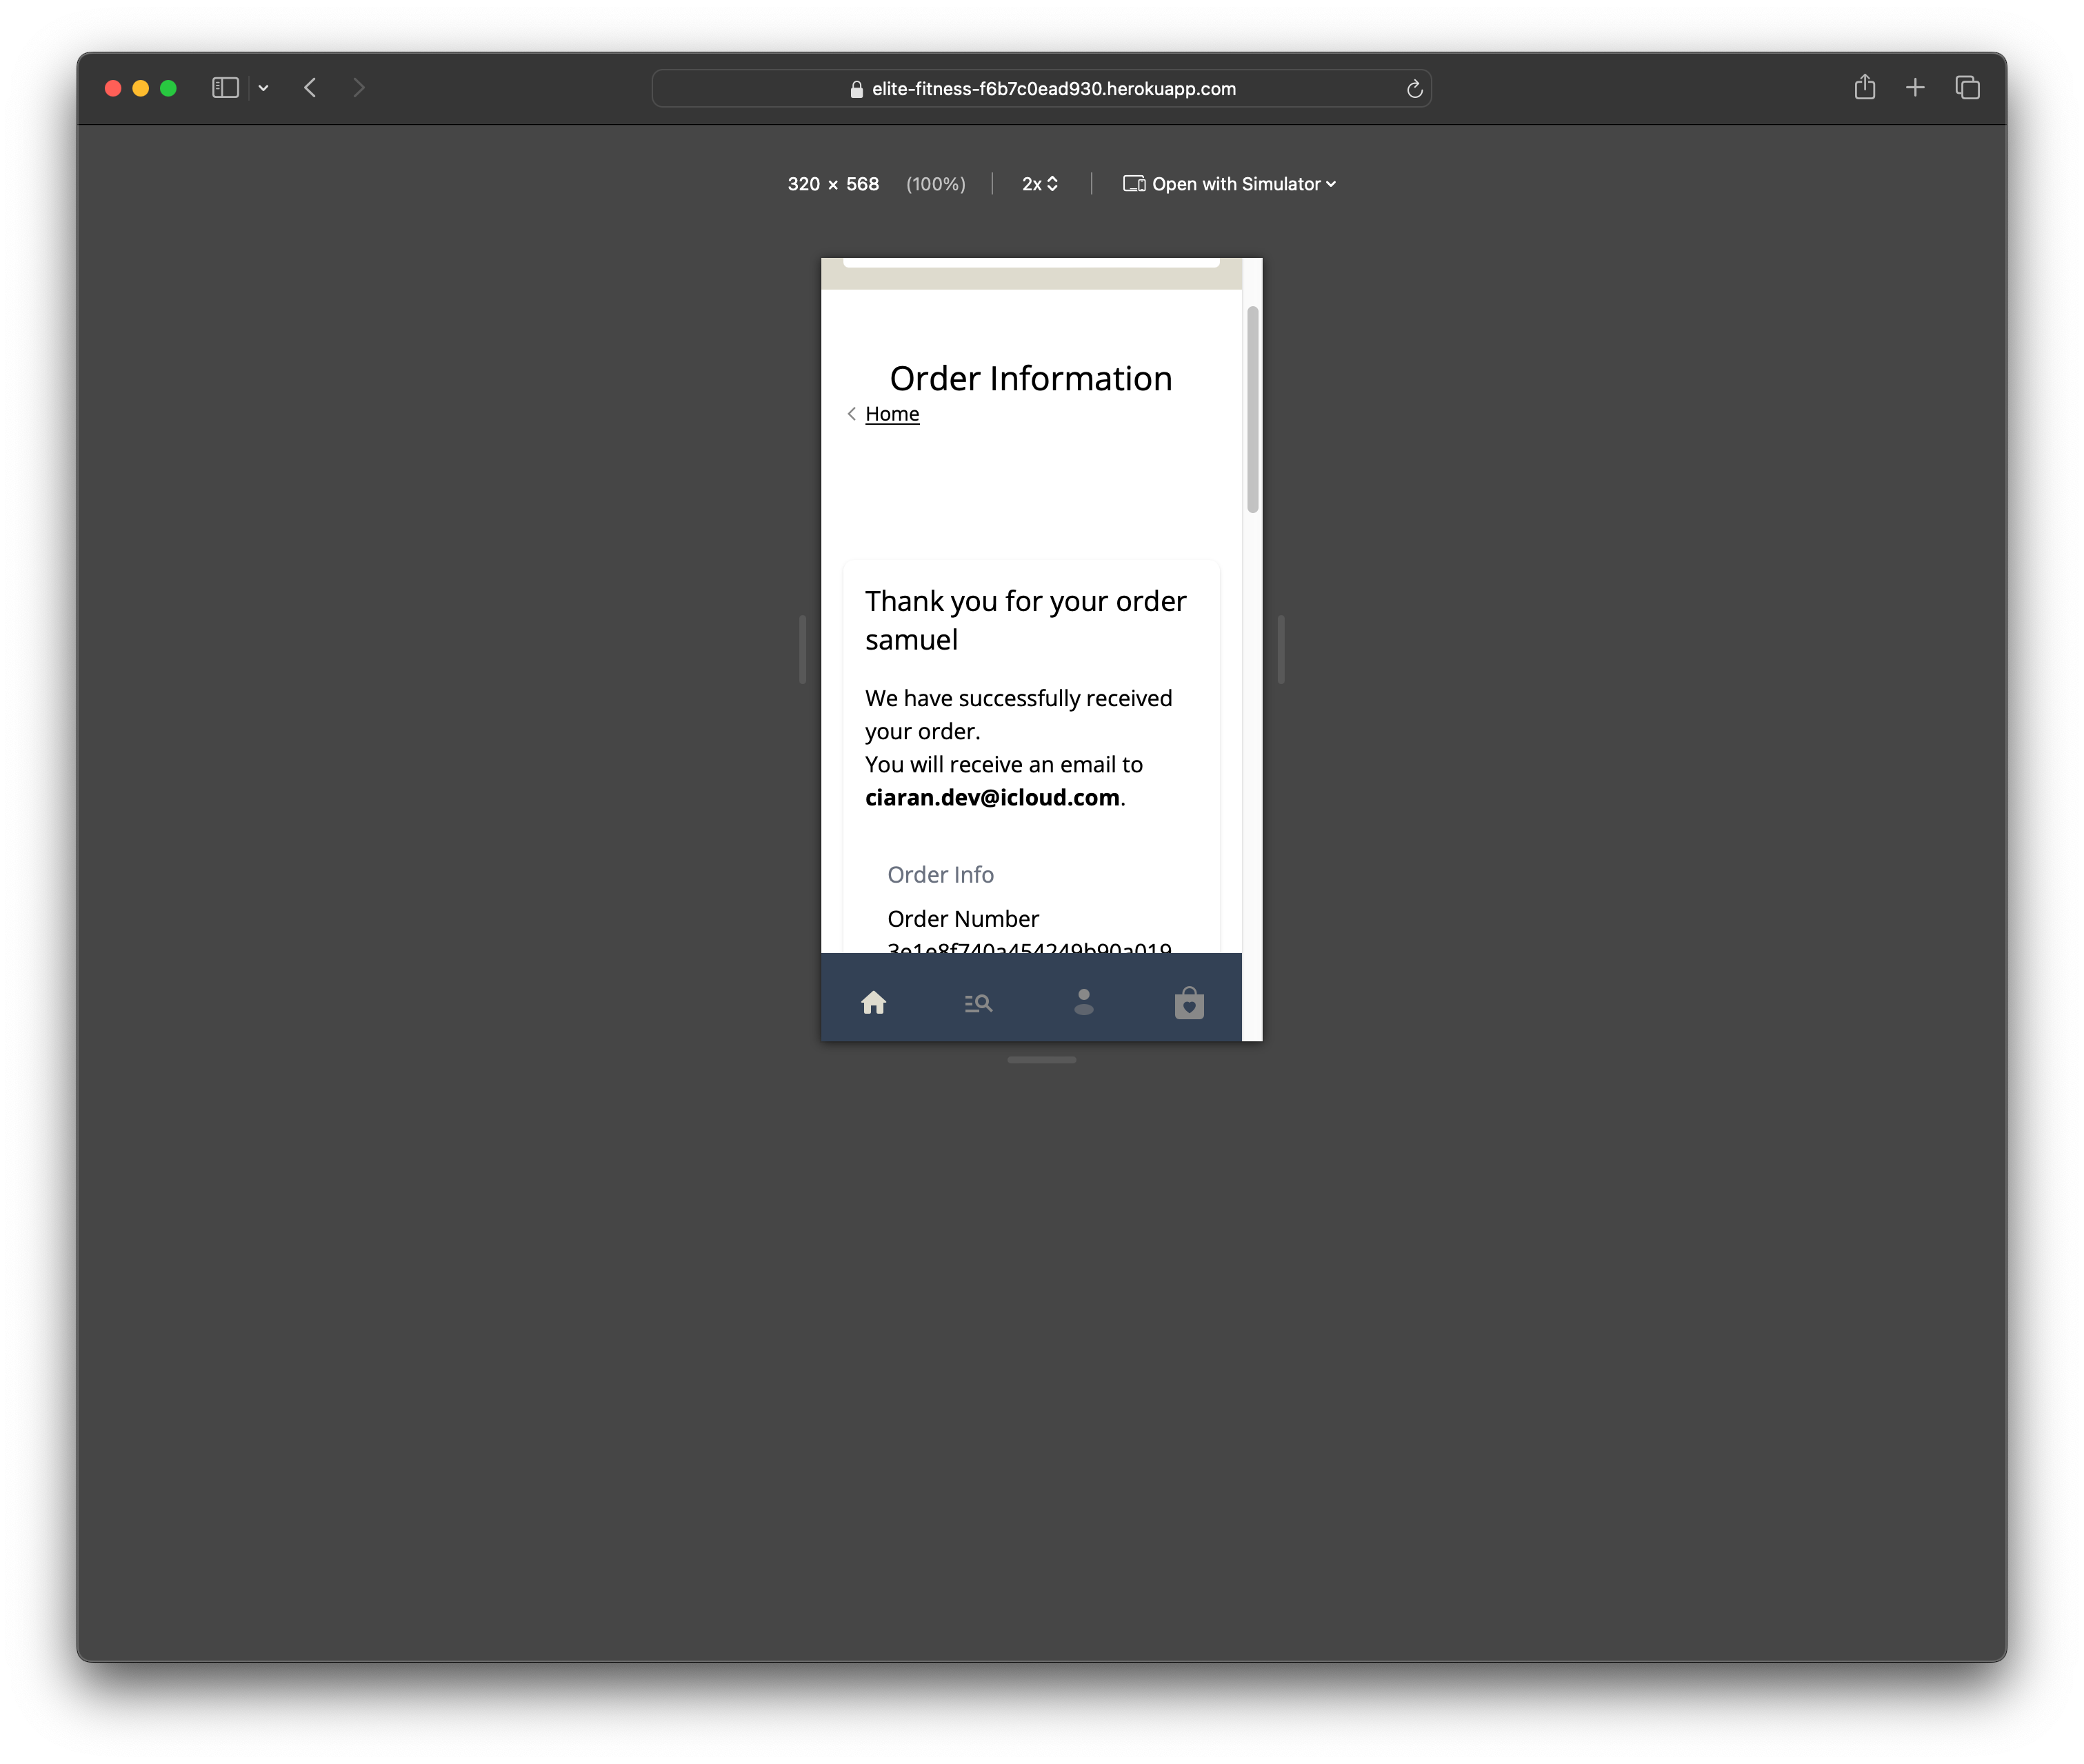 elite-fitness-f6b7c0ead930.herokuapp.com
320 × 568 (100%) 2x Open with Simulator
Order Information
Home
Thank you for your order
samuel
We have successfully received
your order.
You will receive an email to
ciaran.dev@icloud.com.
Order Info
Order Number
3e1e8f740a454249b90a019